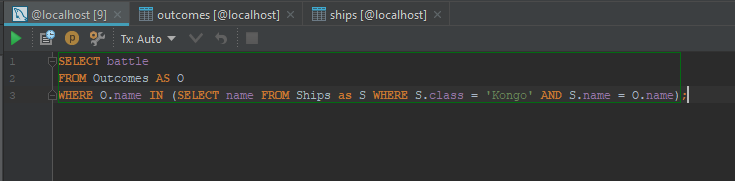 @localhost [9] outcomes [@localhost] ships [@localhost]
P Tx: Auto
1 SELECT battle
2 FROM Outcomes AS O
3 WHERE O.name IN (SELECT name FROM Ships as S WHERE S.class = 'Kongo' AND S.name = O.name);